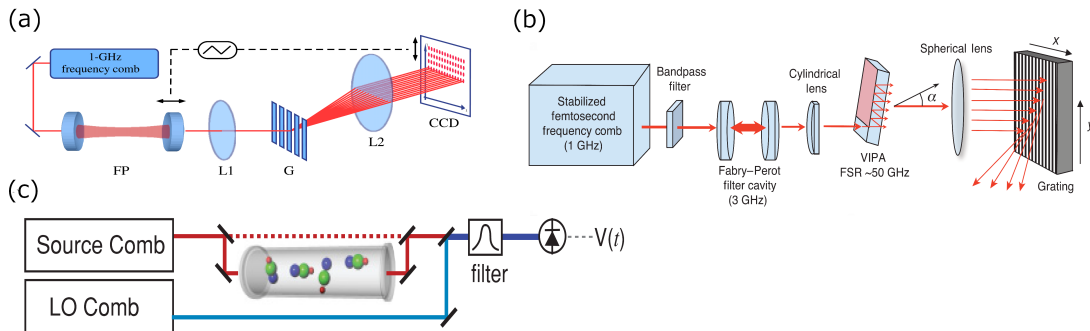 (a)
1-GHz
frequency comb
FP
L1
G
L2
CCD
(b)
Stabilized
femtosecond
frequency comb
(1 GHz)
Bandpass
filter
Fabry–Perot
filter cavity
(3 GHz)
Cylindrical
lens
VIPA
FSR ~50 GHz
α
Spherical lens
x
y
Grating
(c)
Source Comb
LO Comb
filter
V(t)